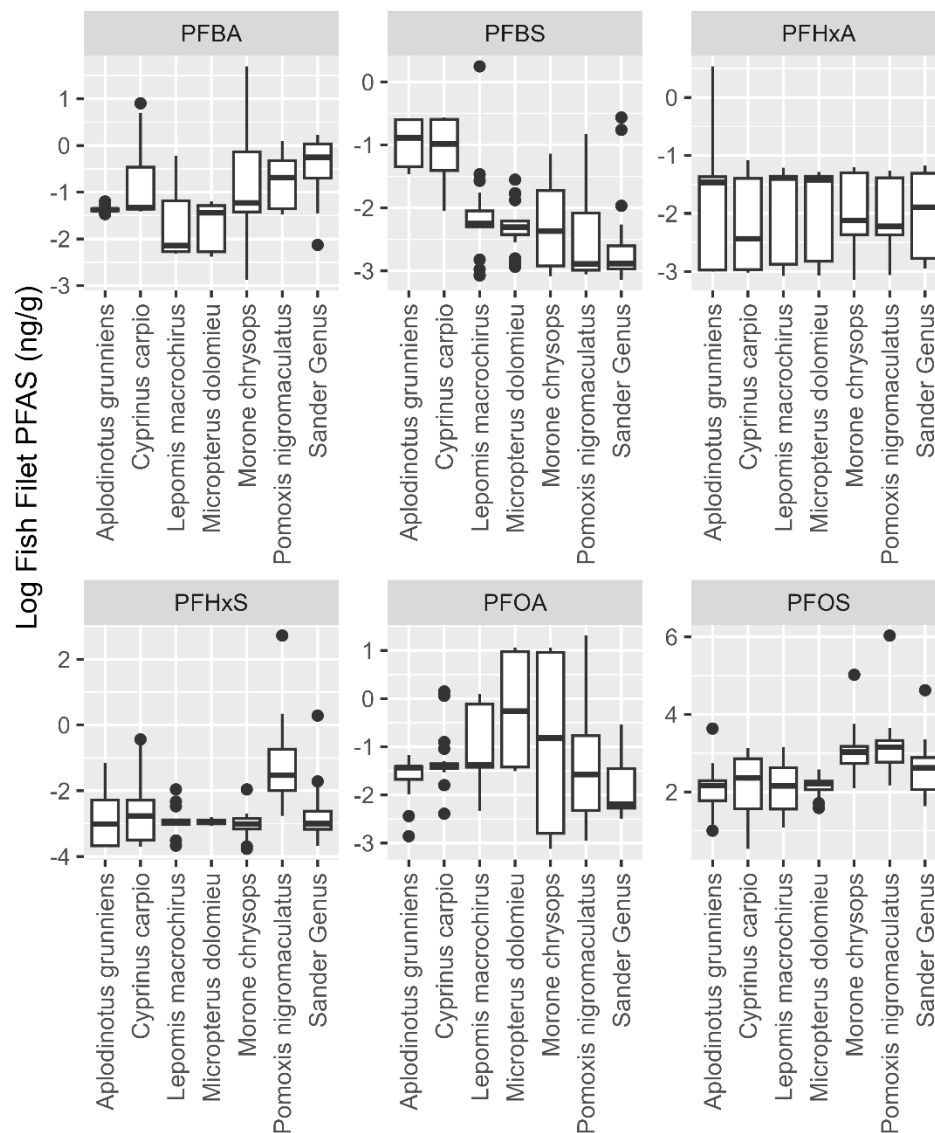 Log Fish Filet PFAS (ng/g)
PFBA
1
0
-1
-2
-3
Aplodinotus grunniens
Cyprinus carpio
Lepomis macrochirus
Micropterus dolomieu
Morone chrysops
Pomoxis nigromaculatus
Sander Genus
PFBS
0
-1
-2
-3
Aplodinotus grunniens
Cyprinus carpio
Lepomis macrochirus
Micropterus dolomieu
Morone chrysops
Pomoxis nigromaculatus
Sander Genus
PFHxA
0
-1
-2
-3
Aplodinotus grunniens
Cyprinus carpio
Lepomis macrochirus
Micropterus dolomieu
Morone chrysops
Pomoxis nigromaculatus
Sander Genus
PFHxS
2
0
-2
-4
Aplodinotus grunniens
Cyprinus carpio
Lepomis macrochirus
Micropterus dolomieu
Morone chrysops
Pomoxis nigromaculatus
Sander Genus
PFOA
1
0
-1
-2
-3
Aplodinotus grunniens
Cyprinus carpio
Lepomis macrochirus
Micropterus dolomieu
Morone chrysops
Pomoxis nigromaculatus
Sander Genus
PFOS
6
4
2
Aplodinotus grunniens
Cyprinus carpio
Lepomis macrochirus
Micropterus dolomieu
Morone chrysops
Pomoxis nigromaculatus
Sander Genus